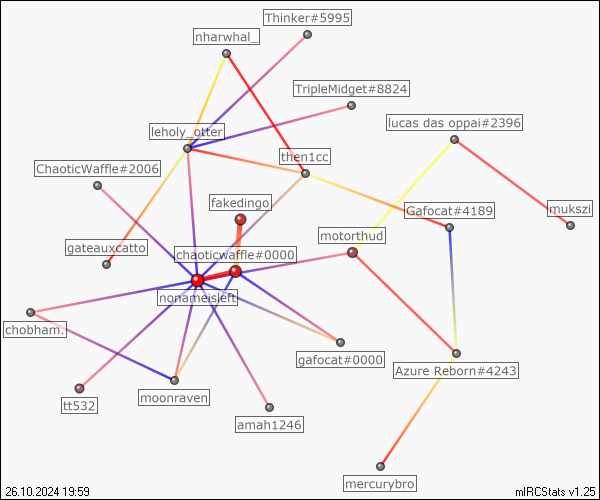 Thinker#5995
nharwhal_
TripleMidget#8824
lucas das oppai#2396
leholy_otter
then1cc
ChaoticWaffle#2006
fakedingo
Gafocat#4189
mukszi
motorthud
gateauxcatto
chaoticwaffle#0000
nonameisleft
chobham.
gafocat#0000
Azure Reborn#4243
moonraven
tt532
amah1246
mercurybro
26.10.2024 19:59
mIRCStats v1.25